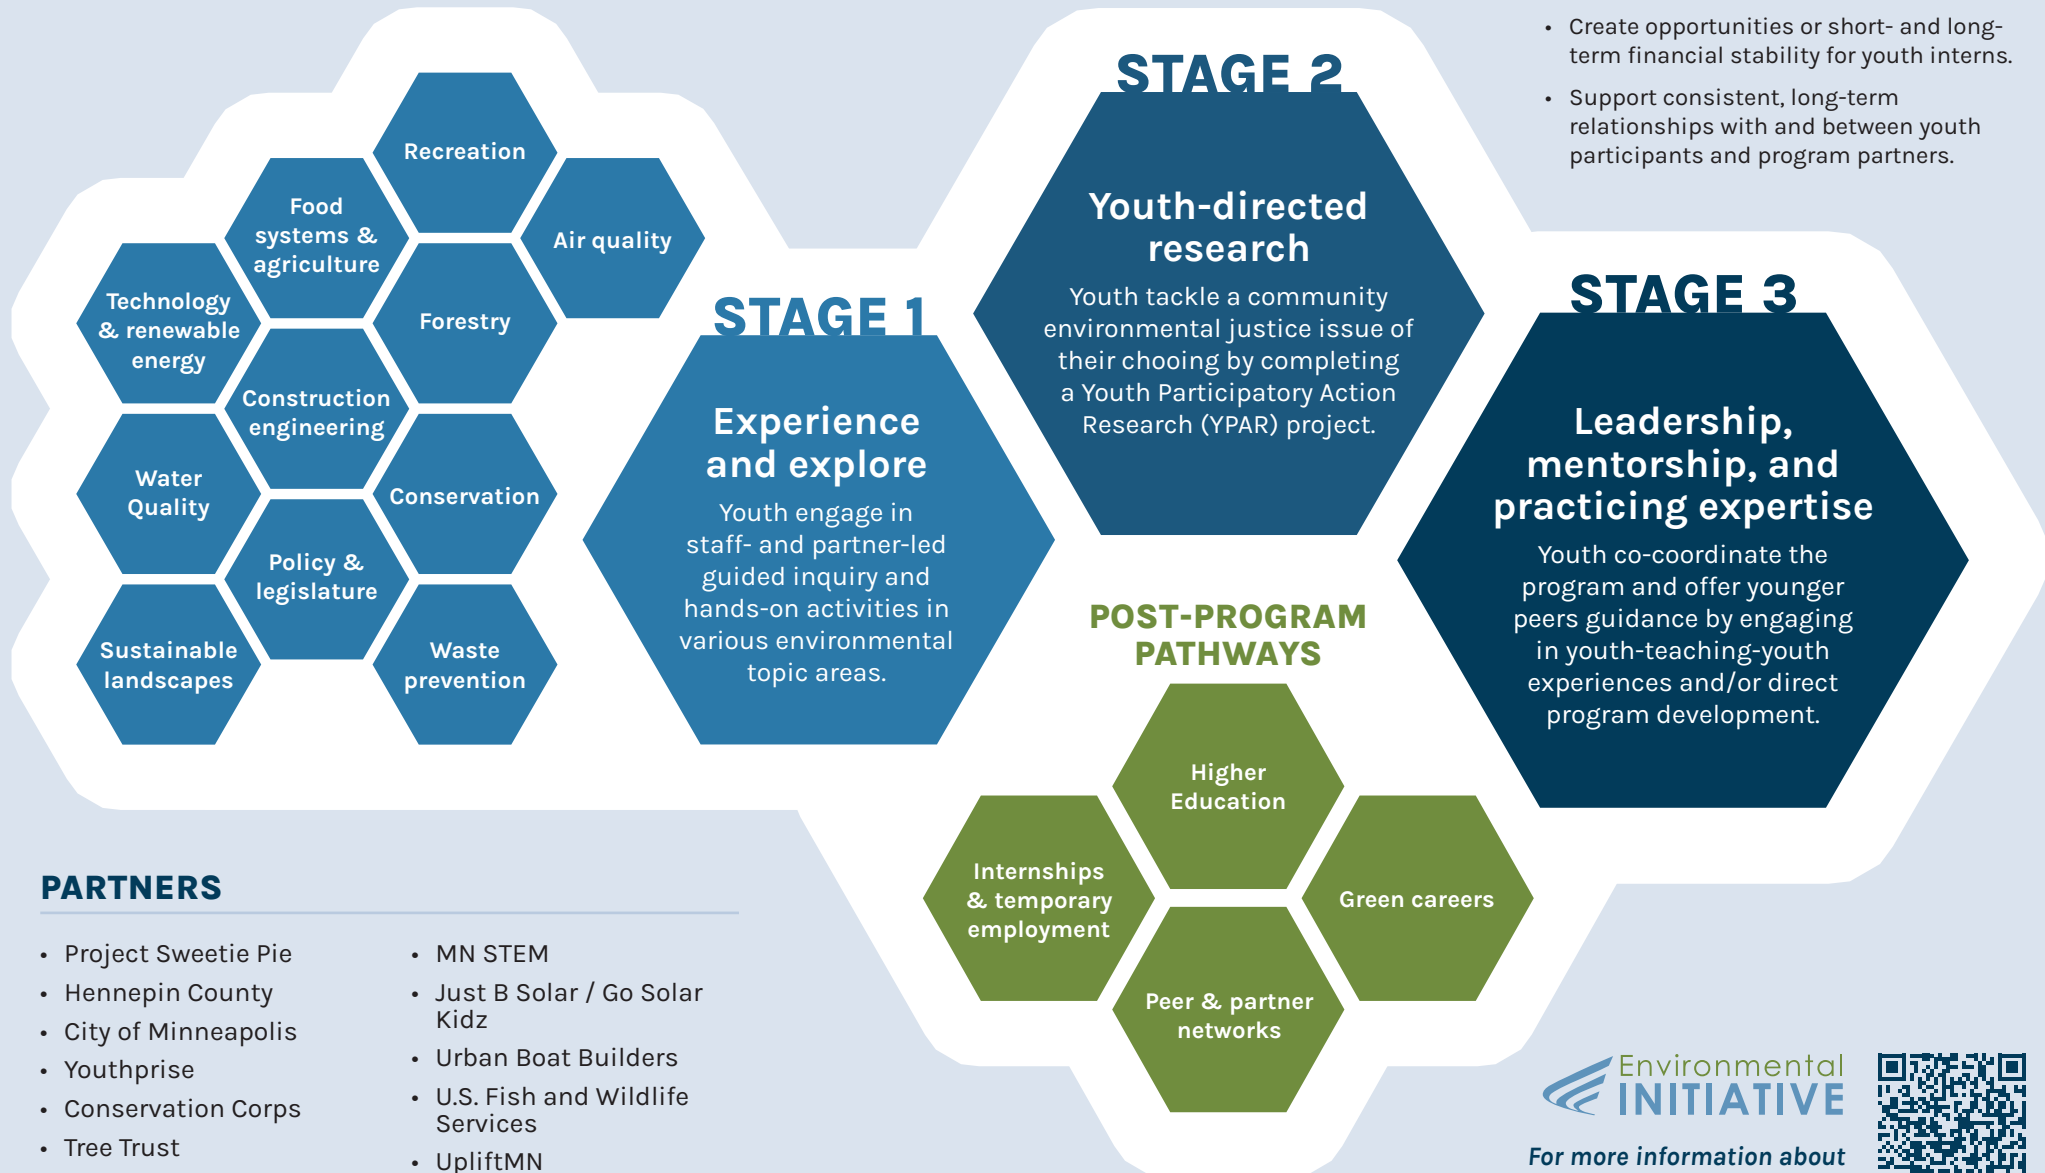 • Create opportunities or short- and long-
term financial stability for youth interns.
• Support consistent, long-term
relationships with and between youth
participants and program partners.
Recreation
Food
systems &
agriculture
Air quality
Technology
& renewable
energy
Forestry
Construction
engineering
Water
Quality
Conservation
Policy &
legislature
Sustainable
landscapes
Waste
prevention
STAGE 1
Experience
and explore
Youth engage in
staff- and partner-led
guided inquiry and
hands-on activities in
various environmental
topic areas.
STAGE 2
Youth-directed
research
Youth tackle a community
environmental justice issue of
their chooing by completing
a Youth Participatory Action
Research (YPAR) project.
STAGE 3
Leadership,
mentorship, and
practicing expertise
Youth co-coordinate the
program and offer younger
peers guidance by engaging
in youth-teaching-youth
experiences and/or direct
program development.
POST-PROGRAM
PATHWAYS
Higher
Education
Internships
& temporary
employment
Green careers
Peer & partner
networks
PARTNERS
• Project Sweetie Pie
• Hennepin County
• City of Minneapolis
• Youthprise
• Conservation Corps
• Tree Trust
• MN STEM
• Just B Solar / Go Solar
Kidz
• Urban Boat Builders
• U.S. Fish and Wildlife
Services
• UpliftMN
Environmental
INITIATIVE
For more information about